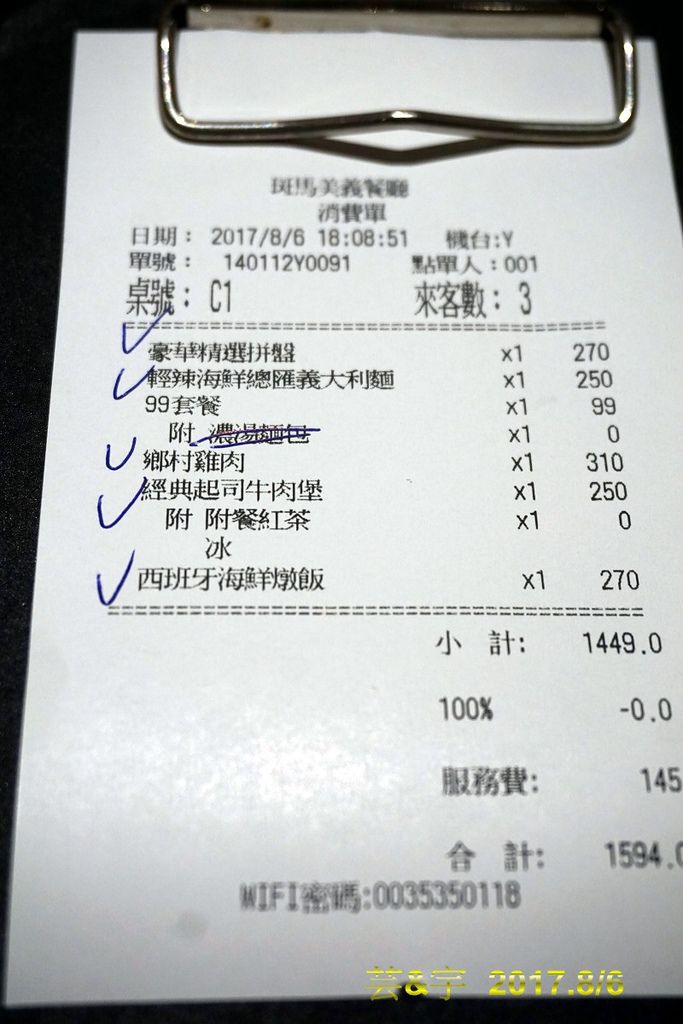 斑馬美義餐廳
消費單
日期： 2017/8/6 18:08:51 機台:Y
單號： 140112Y0091 點單人：001
桌號： C1 來客數： 3
豪華精選拼盤 x1 270
輕辣海鮮總匯義大利麵 x1 250
99套餐 x1 99
附 濃湯麵包 x1 0
鄉村雞肉 x1 310
經典起司牛肉堡 x1 250
附 附餐紅茶 x1 0
冰
西班牙海鮮燉飯 x1 270
小 計: 1449.0
100% -0.0
服務費: 145
合 計: 1594.0
WIFI密碼:0035350118
芸&宇 2017.8/6